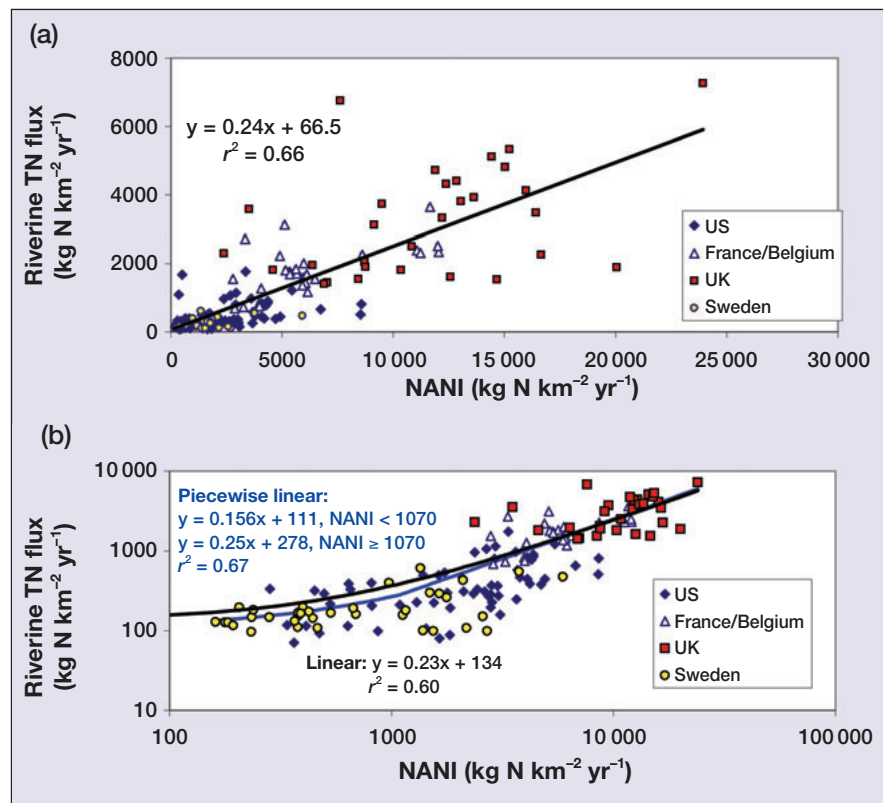 (a)
Riverine TN flux
(kg N km⁻² yr⁻¹)
8000
6000
4000
2000
0
y = 0.24x + 66.5
r² = 0.66
US
France/Belgium
UK
Sweden
0 5000 10 000 15 000 20 000 25 000 30 000
NANI (kg N km⁻² yr⁻¹)
(b)
Riverine TN flux
(kg N km⁻² yr⁻¹)
10 000
1000
100
10
Piecewise linear:
y = 0.156x + 111, NANI < 1070
y = 0.25x + 278, NANI ≥ 1070
r² = 0.67
Linear: y = 0.23x + 134
r² = 0.60
US
France/Belgium
UK
Sweden
100 1000 10 000 100 000
NANI (kg N km⁻² yr⁻¹)